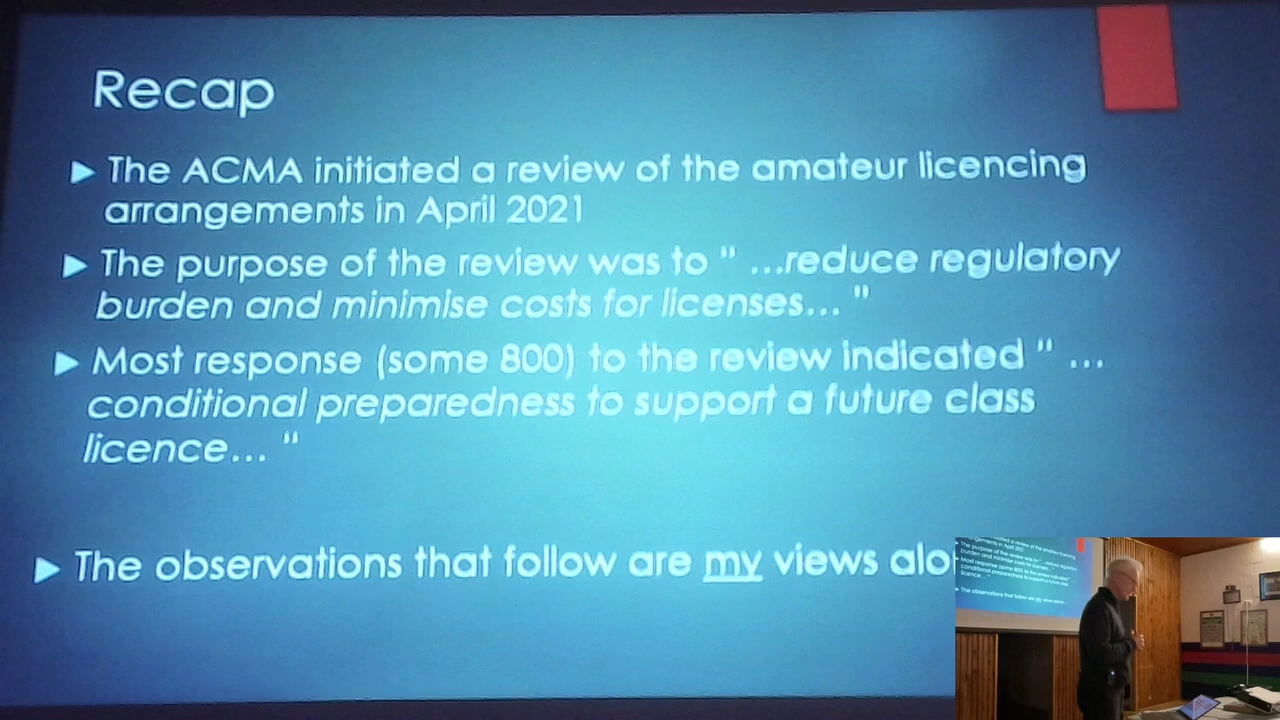 Recap
The ACMA initiated a review of the amateur licencing
arrangements in April 2021
The purpose of the review was to " ...reduce regulatory
burden and minimise costs for licenses... "
Most response (some 800) to the review indicated " ...
conditional preparedness to support a future class
licence... "
The observations that follow are my views alo